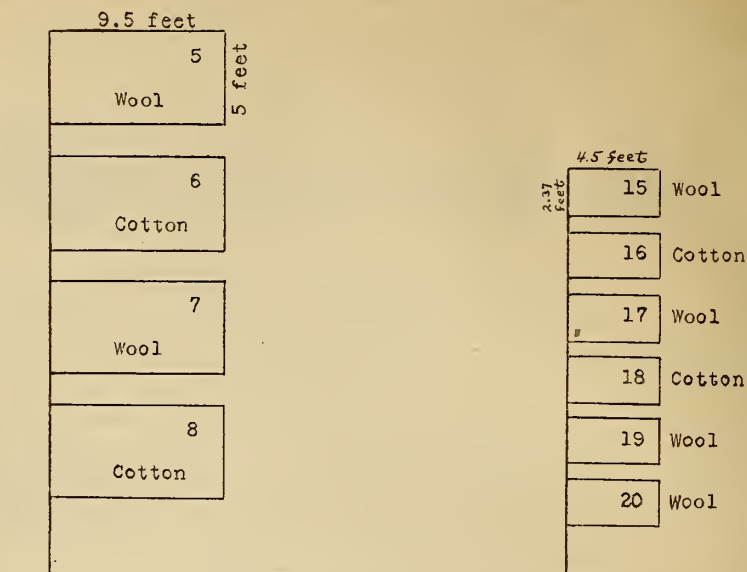 9.5 feet
5
5 feet
Wool
6
Cotton
7
Wool
8
Cotton
4.5 feet
2.37
feet
15 Wool
16 Cotton
17 Wool
18 Cotton
19 Wool
20 Wool